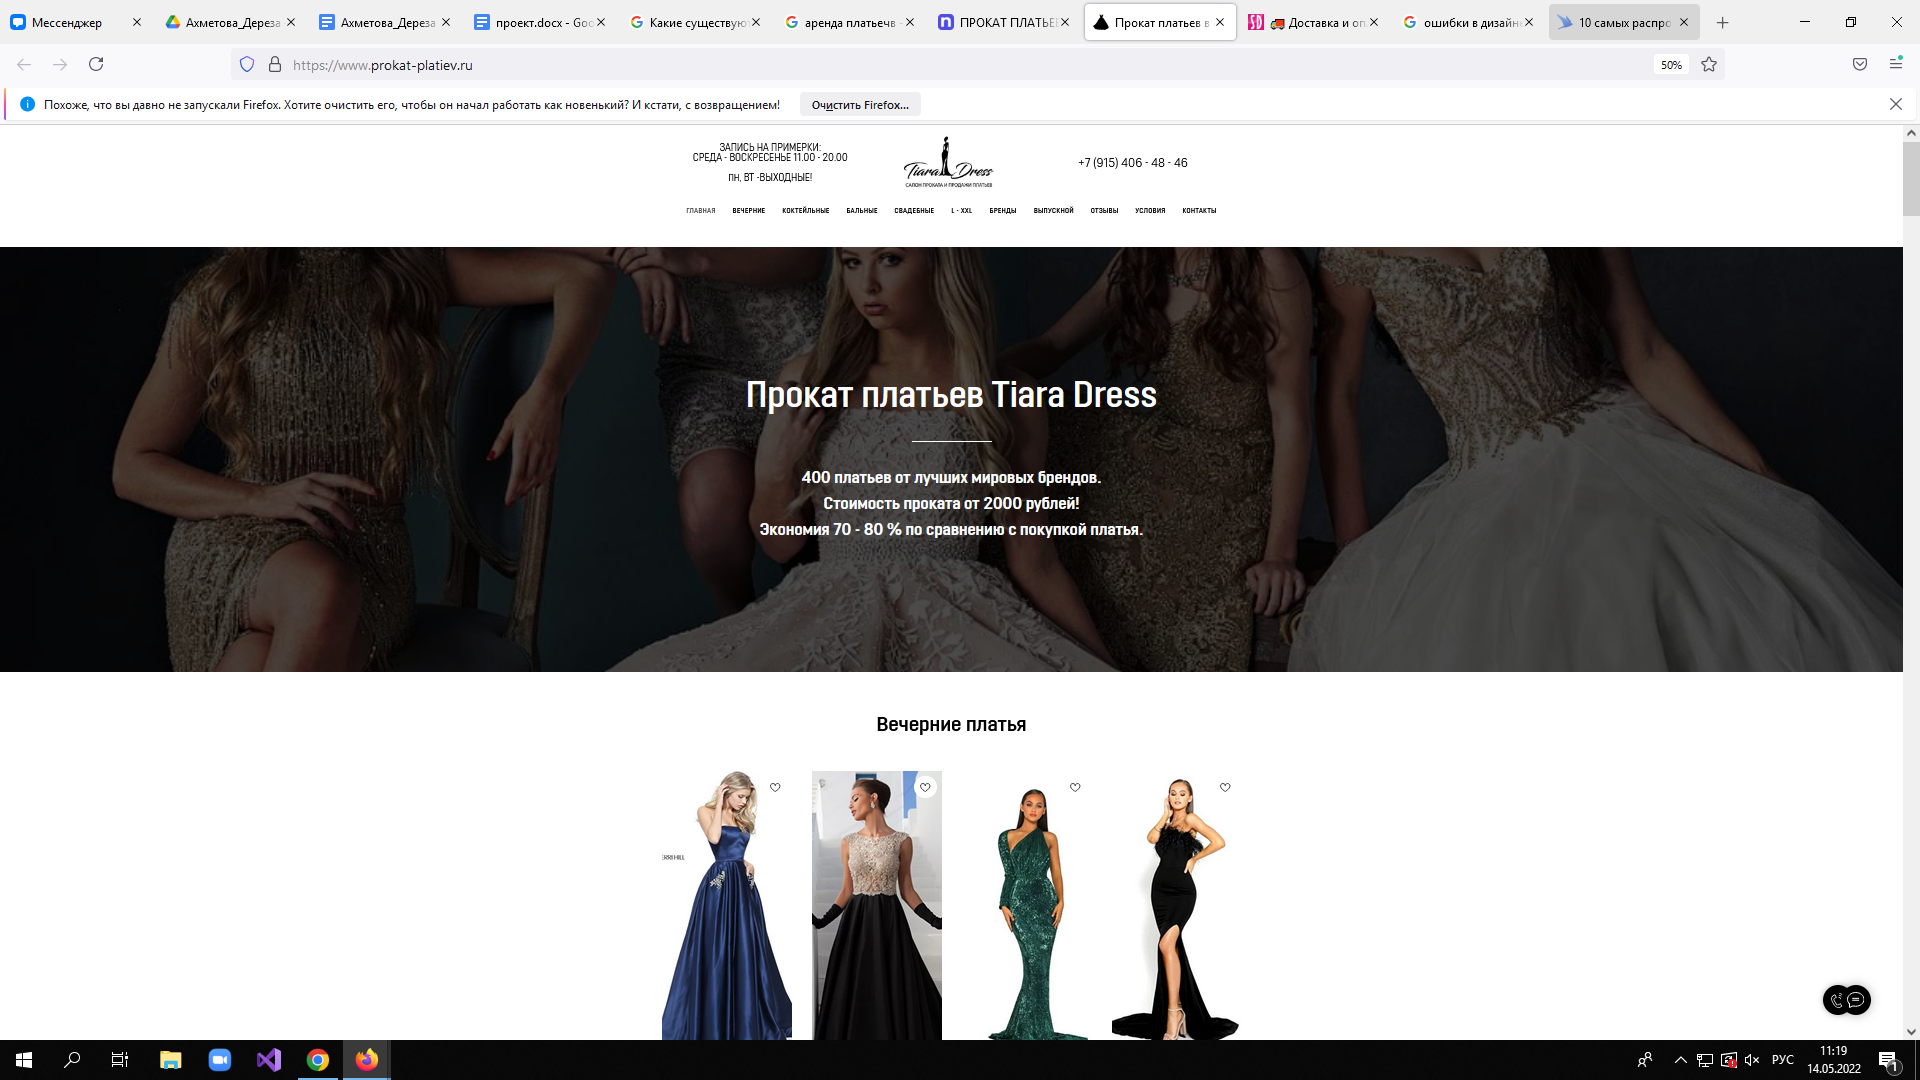 Мессенджер
Ахметова_Дереза
Ахметова_Дереза
проект.docx - Goo
Какие существую
аренда платьечв -
ПРОКАТ ПЛАТЬЕ
Прокат платьев в
Доставка и оп
ошибки в дизайне
10 самых распро
https://www.prokat-platiev.ru
50%
Похоже, что вы давно не запускали Firefox. Хотите очистить его, чтобы он начал работать как новенький? И кстати, с возвращением!
Очистить Firefox...
ЗАПИСЬ НА ПРИМЕРКИ:
СРЕДА - ВОСКРЕСЕНЬЕ 11.00 - 20.00
ПН, ВТ -ВЫХОДНЫЕ!
Tiara Dress
САЛОН ПРОКАТА И ПРОДАЖИ ПЛАТЬЕВ
+7 (915) 406 - 48 - 46
ГЛАВНАЯ ВЕЧЕРНИЕ КОКТЕЙЛЬНЫЕ БАЛЬНЫЕ СВАДЕБНЫЕ L - XXL БРЕНДЫ ВЫПУСКНОЙ ОТЗЫВЫ УСЛОВИЯ КОНТАКТЫ
Прокат платьев Tiara Dress
400 платьев от лучших мировых брендов.
Стоимость проката от 2000 рублей!
Экономия 70 - 80 % по сравнению с покупкой платья.
Вечерние платья
ERRI HILL
РУС
11:19
14.05.2022
1